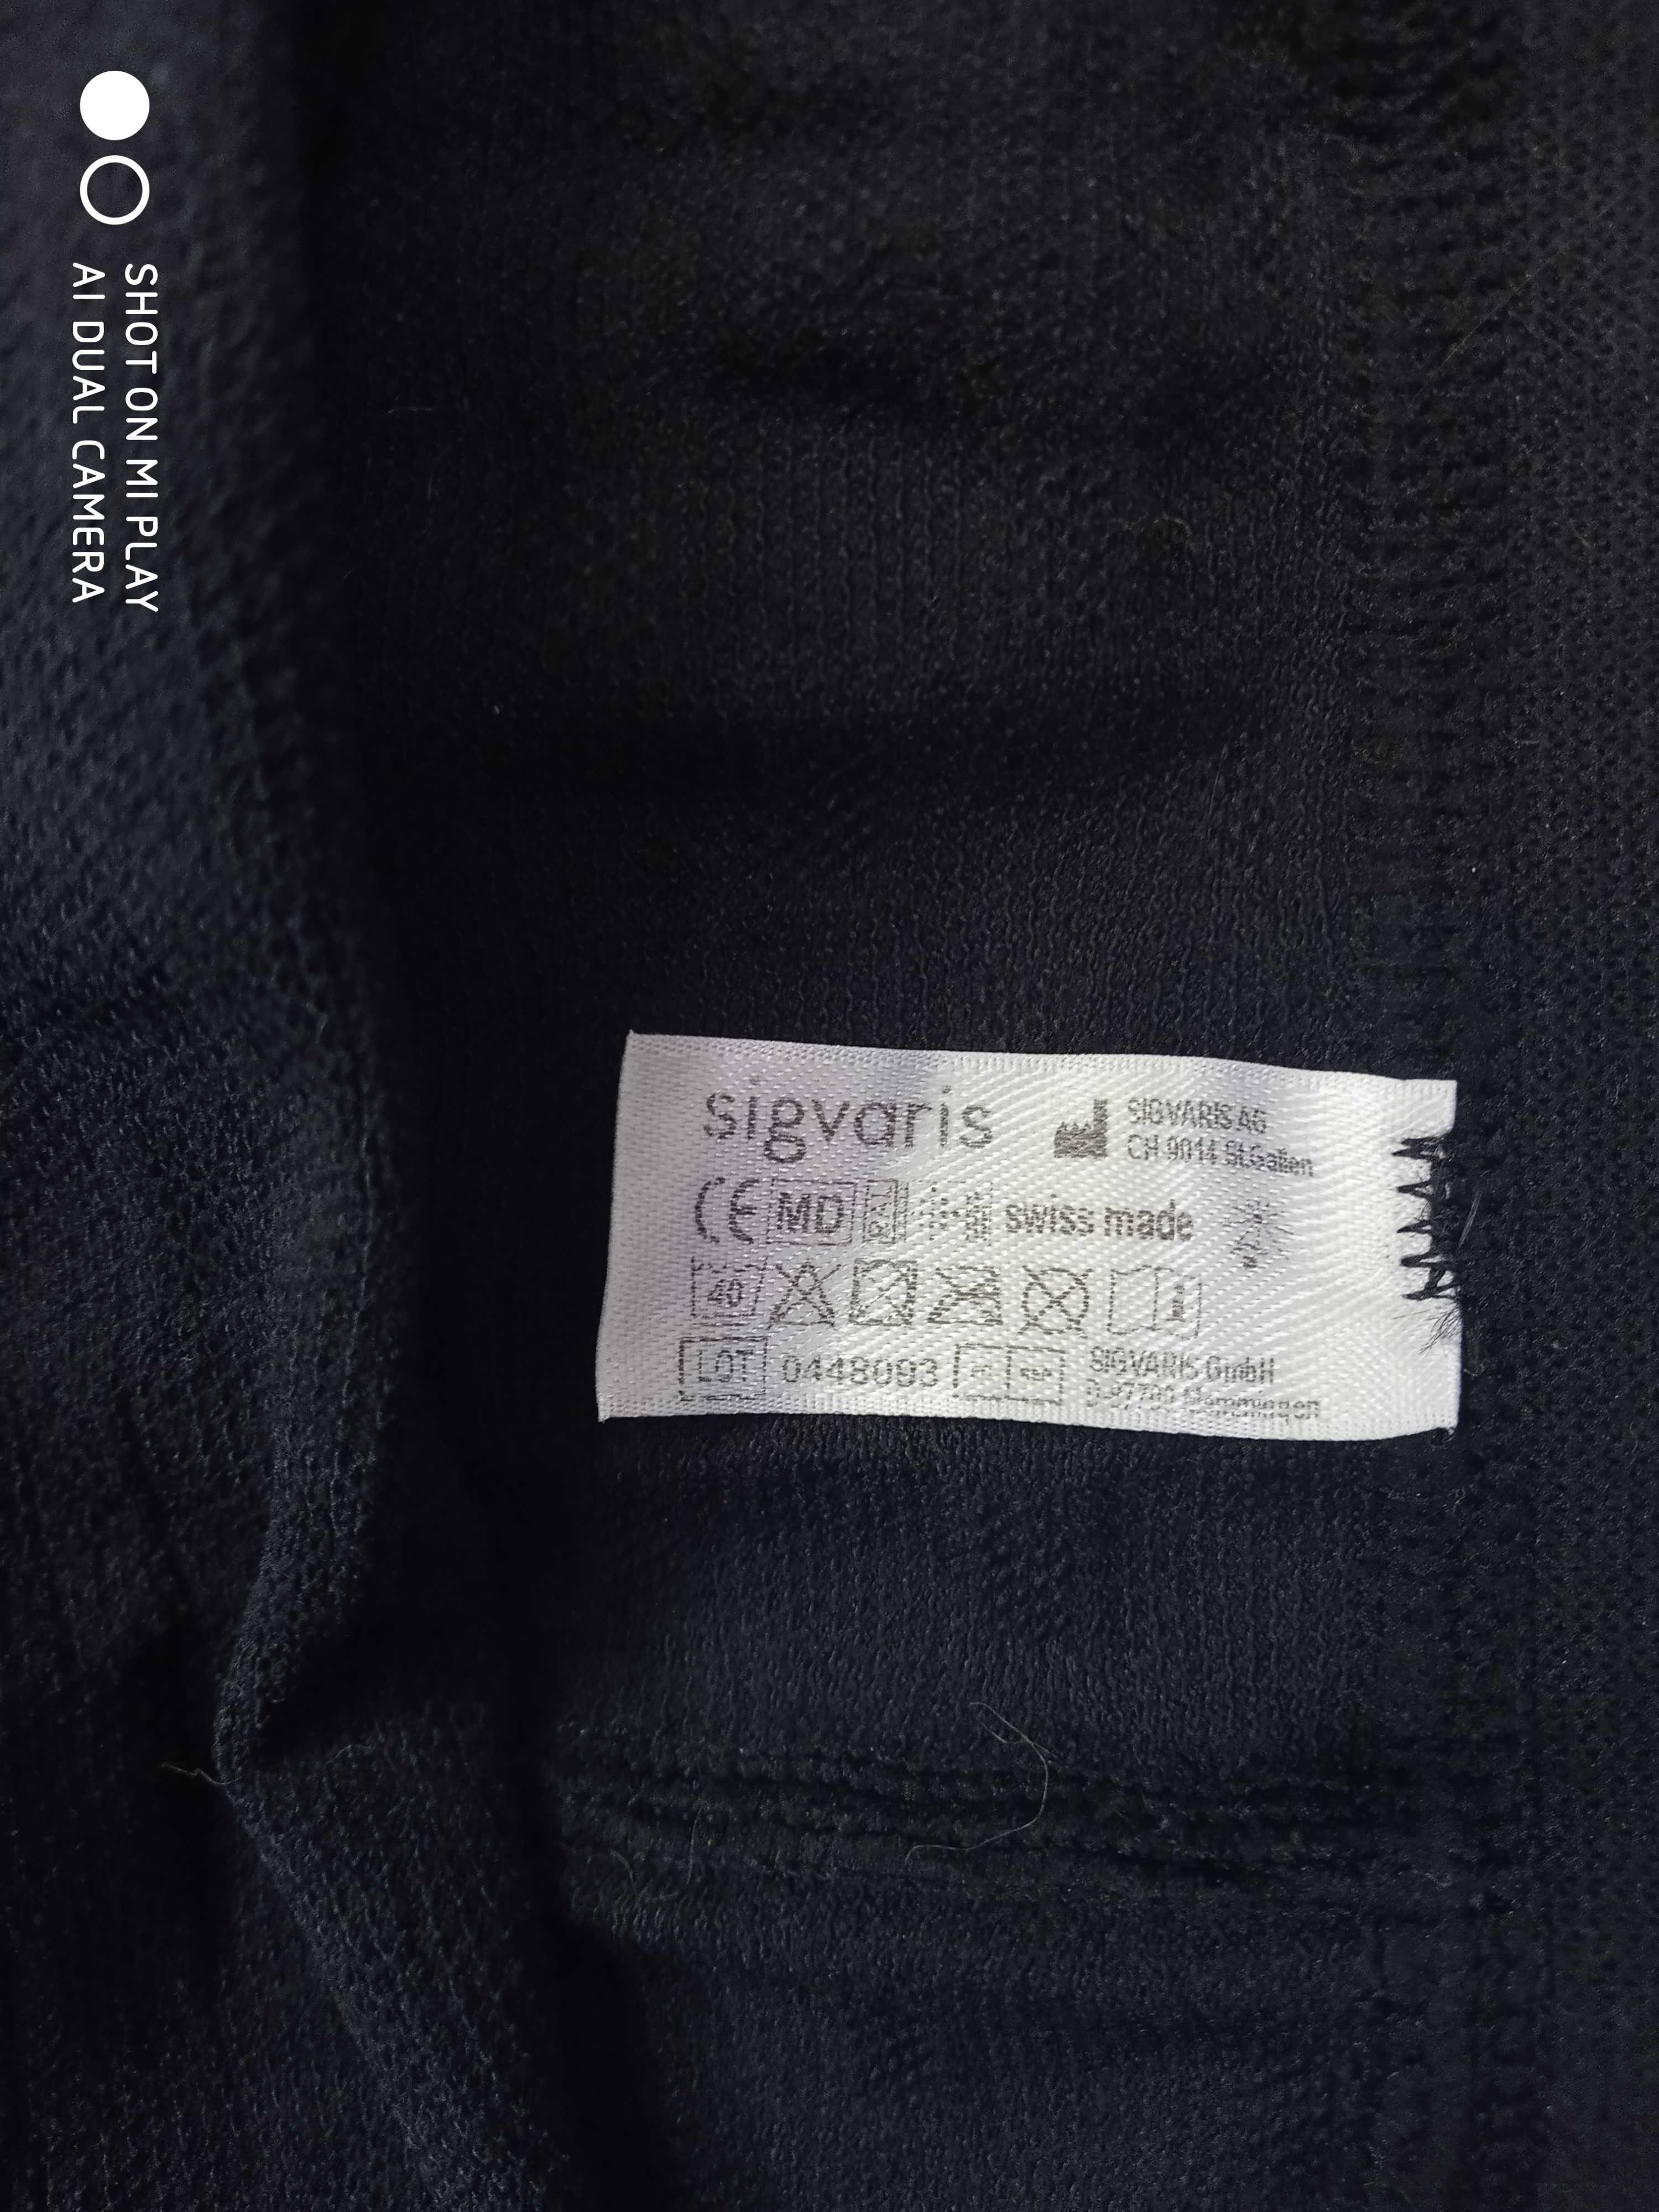 sigvaris
SIGVARIS AG
CH-9014 St.Gallen
CE MD swiss made
40
LOT 0448093
SIGVARIS GmbH
Memmingen
SHOT ON MI PLAY
AI DUAL CAMERA